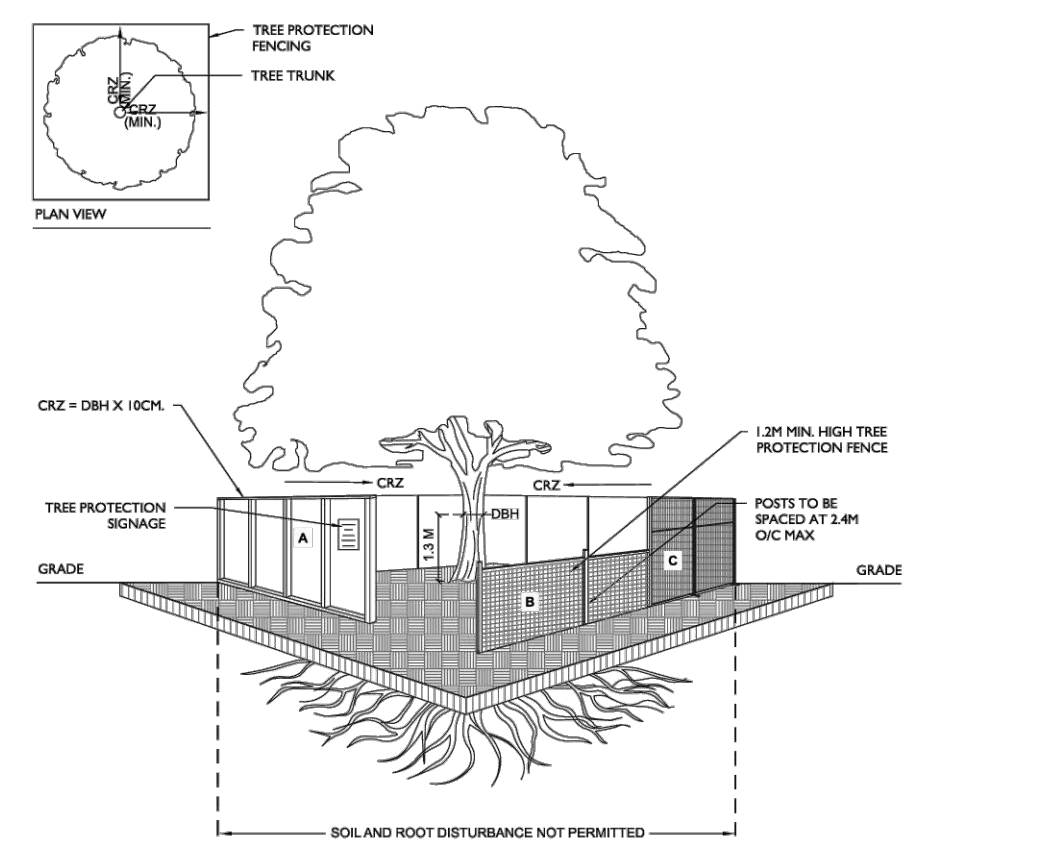 TREE PROTECTION
FENCING
TREE TRUNK
CRZ
(MIN.)
CRZ
(MIN.)
PLAN VIEW
CRZ = DBH X 10CM.
1.2M MIN. HIGH TREE
PROTECTION FENCE
CRZ
CRZ
TREE PROTECTION
SIGNAGE
A
DBH
1.3 M
POSTS TO BE
SPACED AT 2.4M
O/C MAX
C
GRADE
GRADE
B
SOIL AND ROOT DISTURBANCE NOT PERMITTED